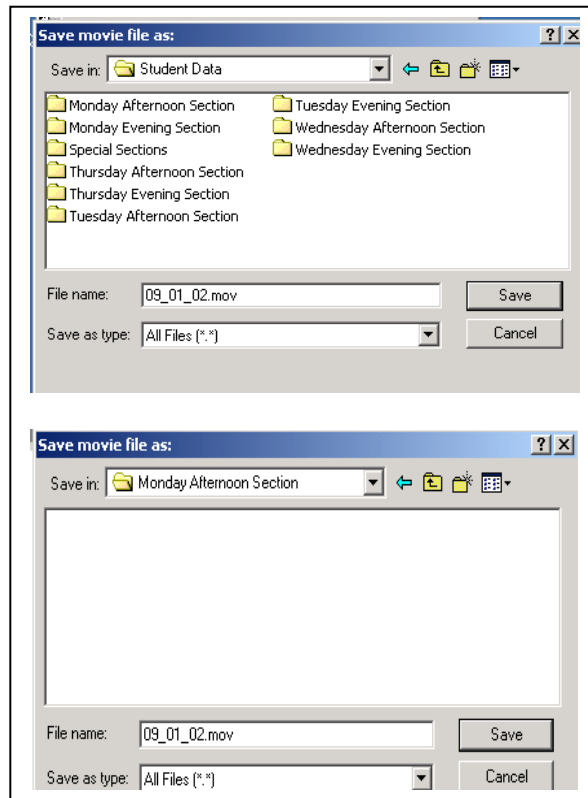 Save movie file as:
Save in: Student Data
Monday Afternoon Section Tuesday Evening Section
Monday Evening Section Wednesday Afternoon Section
Special Sections Wednesday Evening Section
Thursday Afternoon Section
Thursday Evening Section
Tuesday Afternoon Section
File name: 09_01_02.mov Save
Save as type: All Files (*.*) Cancel
Save movie file as:
Save in: Monday Afternoon Section
File name: 09_01_02.mov Save
Save as type: All Files (*.*) Cancel